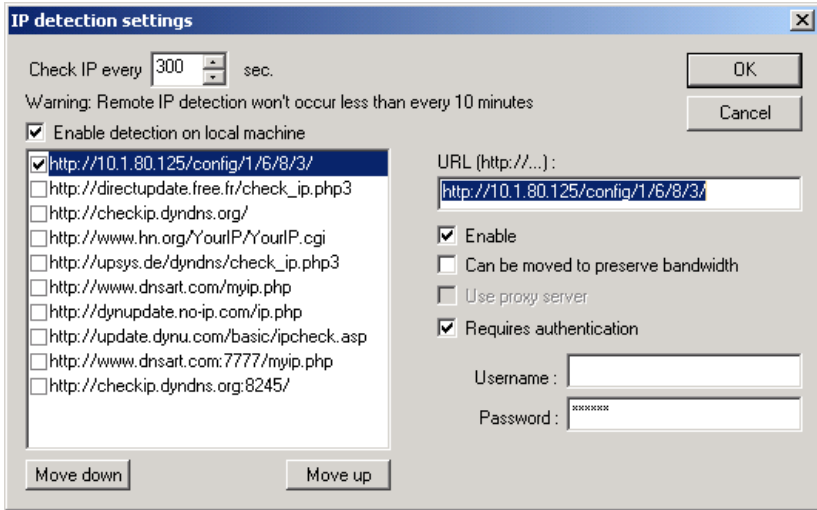 IP detection settings
Check IP every 300 sec.
Warning: Remote IP detection won't occur less than every 10 minutes
Enable detection on local machine
http://10.1.80.125/config/1/6/8/3/
http://directupdate.free.fr/check_ip.php3
http://checkip.dyndns.org/
http://www.hn.org/YourIP/YourIP.cgi
http://upsys.de/dyndns/check_ip.php3
http://www.dnsart.com/myip.php
http://dynupdate.no-ip.com/ip.php
http://update.dynu.com/basic/ipcheck.asp
http://www.dnsart.com:7777/myip.php
http://checkip.dyndns.org:8245/
Move down
Move up
OK
Cancel
URL (http://...) :
http://10.1.80.125/config/1/6/8/3/
Enable
Can be moved to preserve bandwidth
Use proxy server
Requires authentication
Username :
Password : ******